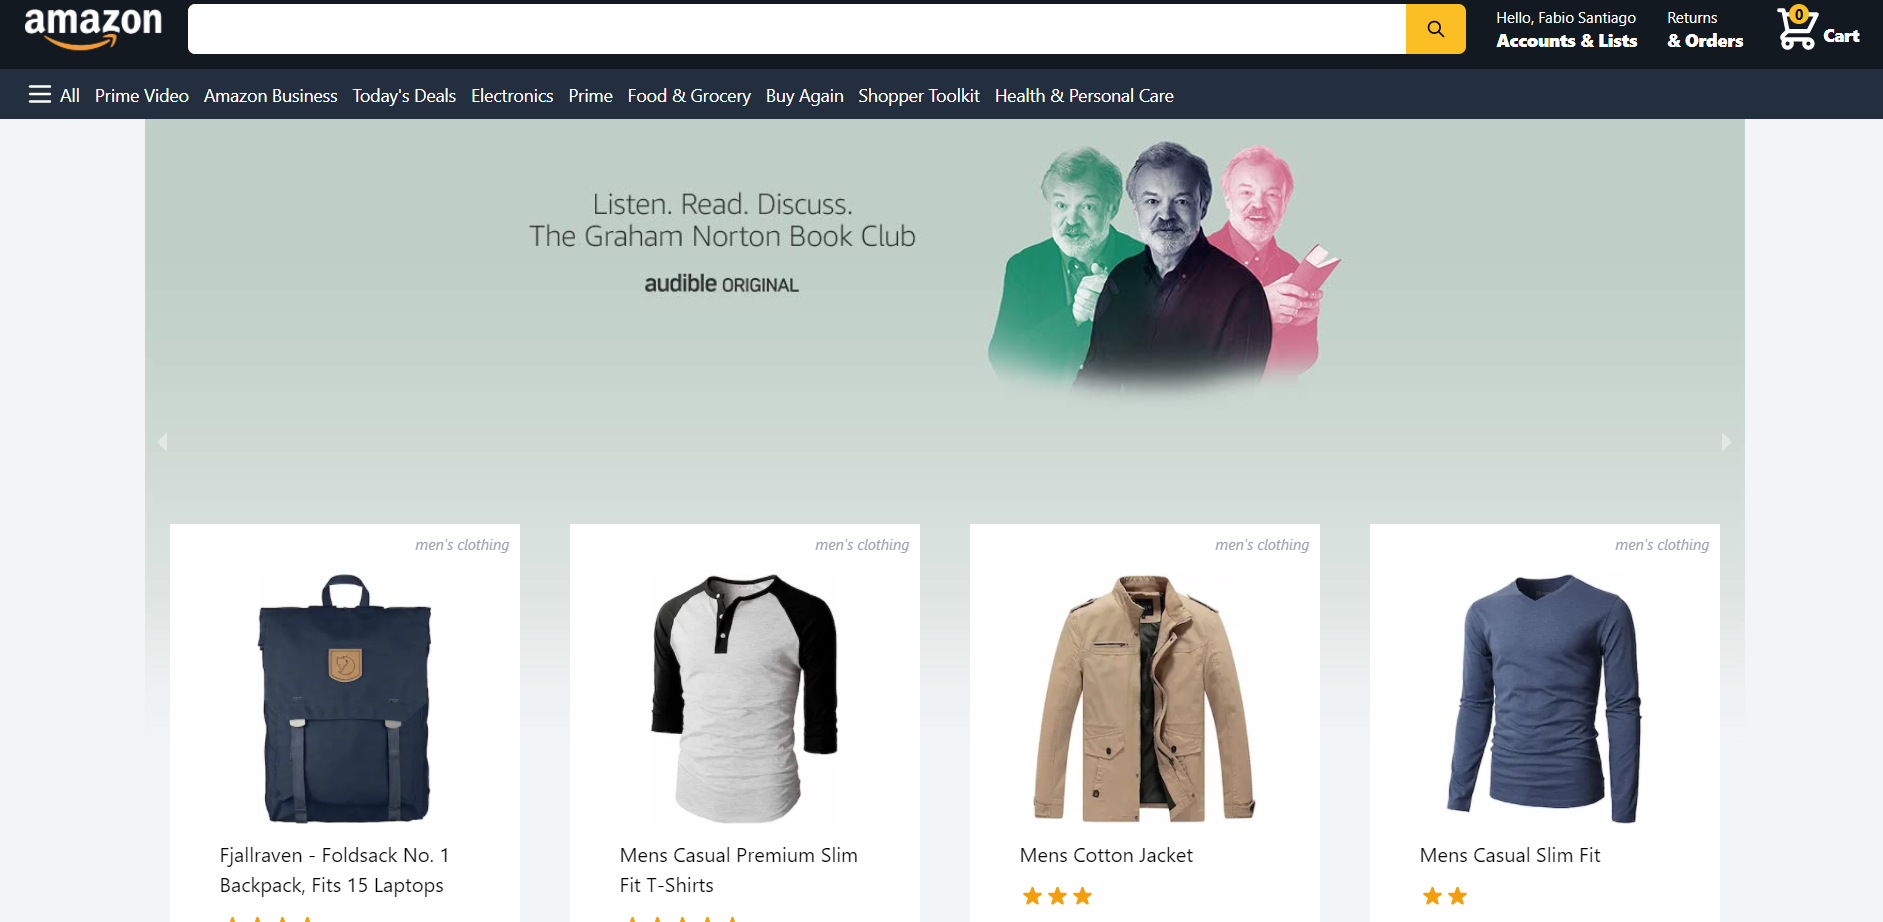 amazon
Hello, Fabio Santiago
Accounts & Lists
Returns
& Orders
0
Cart
All Prime Video Amazon Business Today's Deals Electronics Prime Food & Grocery Buy Again Shopper Toolkit Health & Personal Care
Listen. Read. Discuss.
The Graham Norton Book Club
audible ORIGINAL
men's clothing
men's clothing
men's clothing
men's clothing
Fjallraven - Foldsack No. 1
Backpack, Fits 15 Laptops
Mens Casual Premium Slim
Fit T-Shirts
Mens Cotton Jacket
Mens Casual Slim Fit